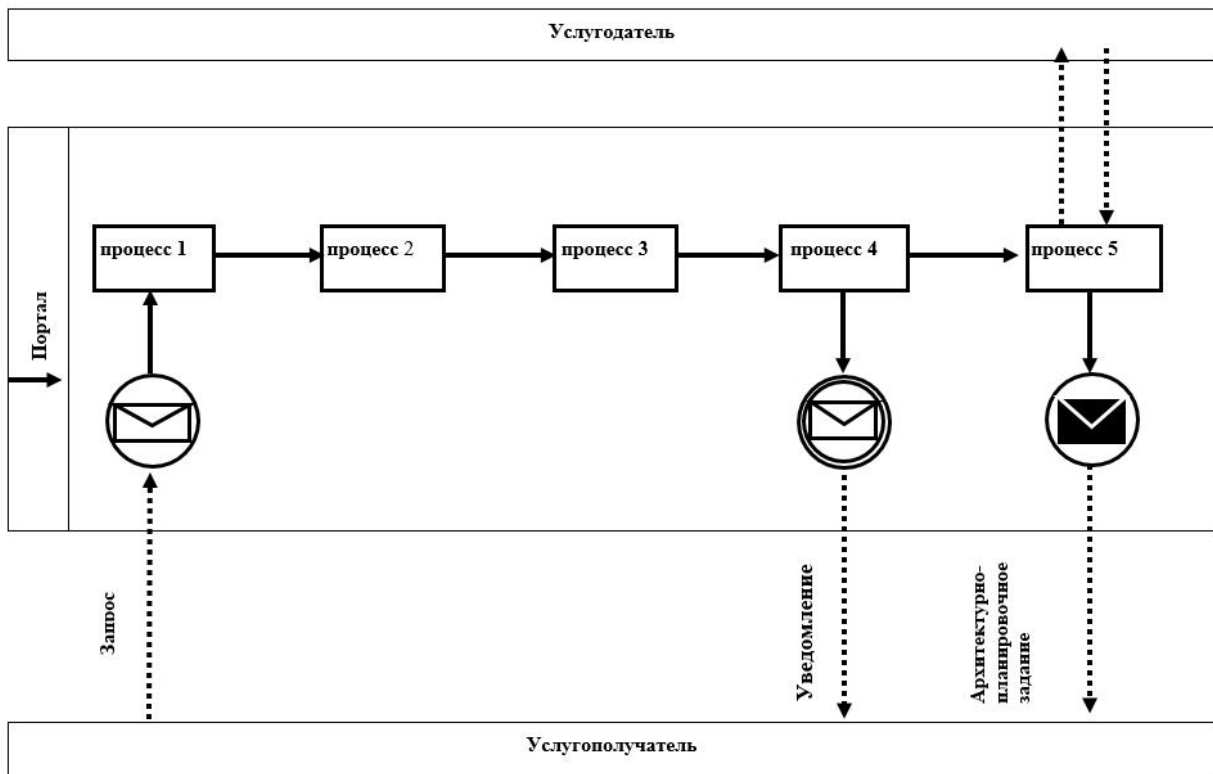 Услугодатель
процесс 1
процесс 2
процесс 3
процесс 4
процесс 5
Портал
Запрос
Уведомление
Архитектурно-
планировочное
задание
Услугополучатель